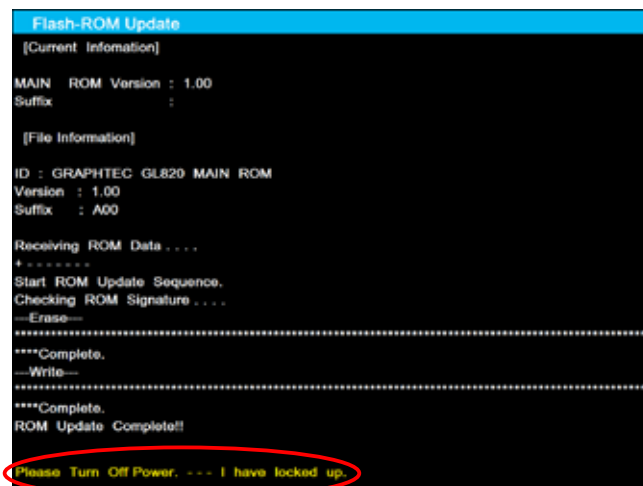 Flash-ROM Update
[Current Infomation]
MAIN ROM Version : 1.00
Suffix :
[File Information]
ID : GRAPHTEC GL820 MAIN ROM
Version : 1.00
Suffix : A00
Receiving ROM Data . . . .
+ - - - - - - -
Start ROM Update Sequence.
Checking ROM Signature . . . .
---Erase---
****************************************************************************************************
****Complete.
---Write---
****************************************************************************************************
****Complete.
ROM Update Complete!!
Please Turn Off Power. - - - I have locked up.